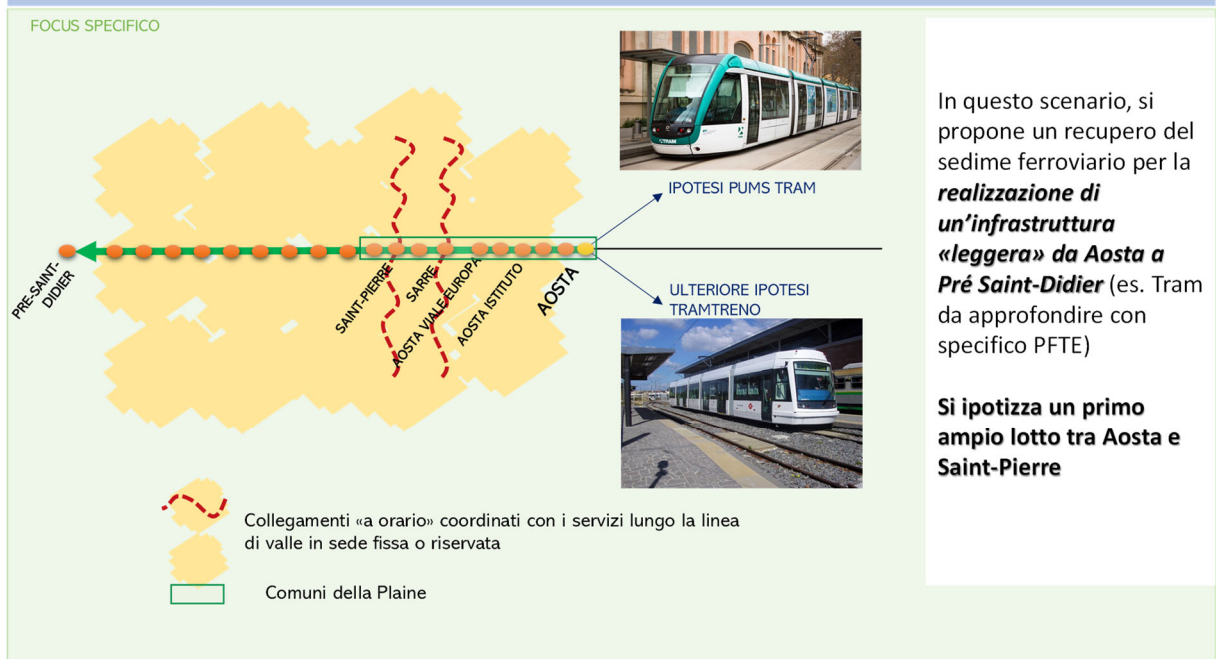 FOCUS SPECIFICO
IPOTESI PUMS TRAM
PRE-SAINT-
DIDIER
SAINT-PIERRE
SARRE
AOSTA VIALE EUROPA
AOSTA ISTITUTO
AOSTA
ULTERIORE IPOTESI
TRAMTRENO
Collegamenti «a orario» coordinati con i servizi lungo la linea
di valle in sede fissa o riservata
Comuni della Plaine
In questo scenario, si
propone un recupero del
sedime ferroviario per la
realizzazione di
un'infrastruttura
«leggera» da Aosta a
Pré Saint-Didier (es. Tram
da approfondire con
specifico PFTE)
Si ipotizza un primo
ampio lotto tra Aosta e
Saint-Pierre